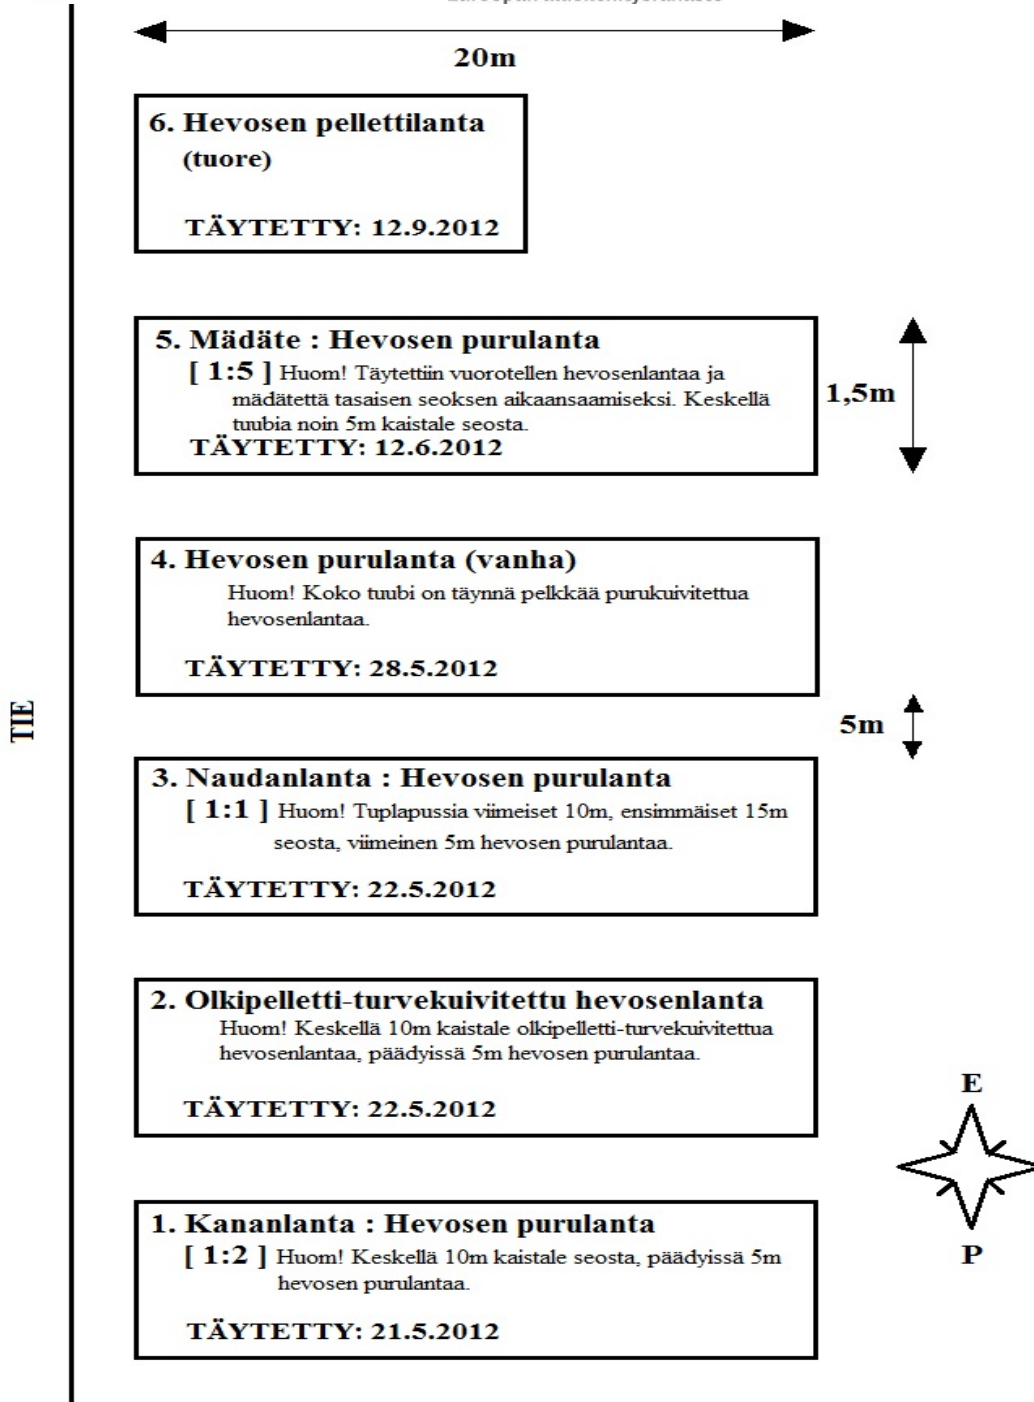 20m
6. Hevosen pellettilanta
(tuore)
TÄYTETTY: 12.9.2012
5. Mädäte : Hevosen purulanta
[ 1:5 ] Huom! Täytettiin vuorotellen hevosenlantaa ja
mädätettä tasaisen seoksen aikaansaamiseksi. Keskellä
tuubia noin 5m kaistale seosta.
TÄYTETTY: 12.6.2012
1,5m
4. Hevosen purulanta (vanha)
Huom! Koko tuubi on täynnä pelkkää purukuivitettua
hevosenlantaa.
TÄYTETTY: 28.5.2012
TIE
5m
3. Naudanlanta : Hevosen purulanta
[ 1:1 ] Huom! Tuplapussia viimeiset 10m, ensimmäiset 15m
seosta, viimeinen 5m hevosen purulantaa.
TÄYTETTY: 22.5.2012
2. Olkipelletti-turvekuivitettu hevosenlanta
Huom! Keskellä 10m kaistale olkipelletti-turvekuivitettua
hevosenlantaa, päädyissä 5m hevosen purulantaa.
TÄYTETTY: 22.5.2012
E
P
1. Kananlanta : Hevosen purulanta
[ 1:2 ] Huom! Keskellä 10m kaistale seosta, päädyissä 5m
hevosen purulantaa.
TÄYTETTY: 21.5.2012